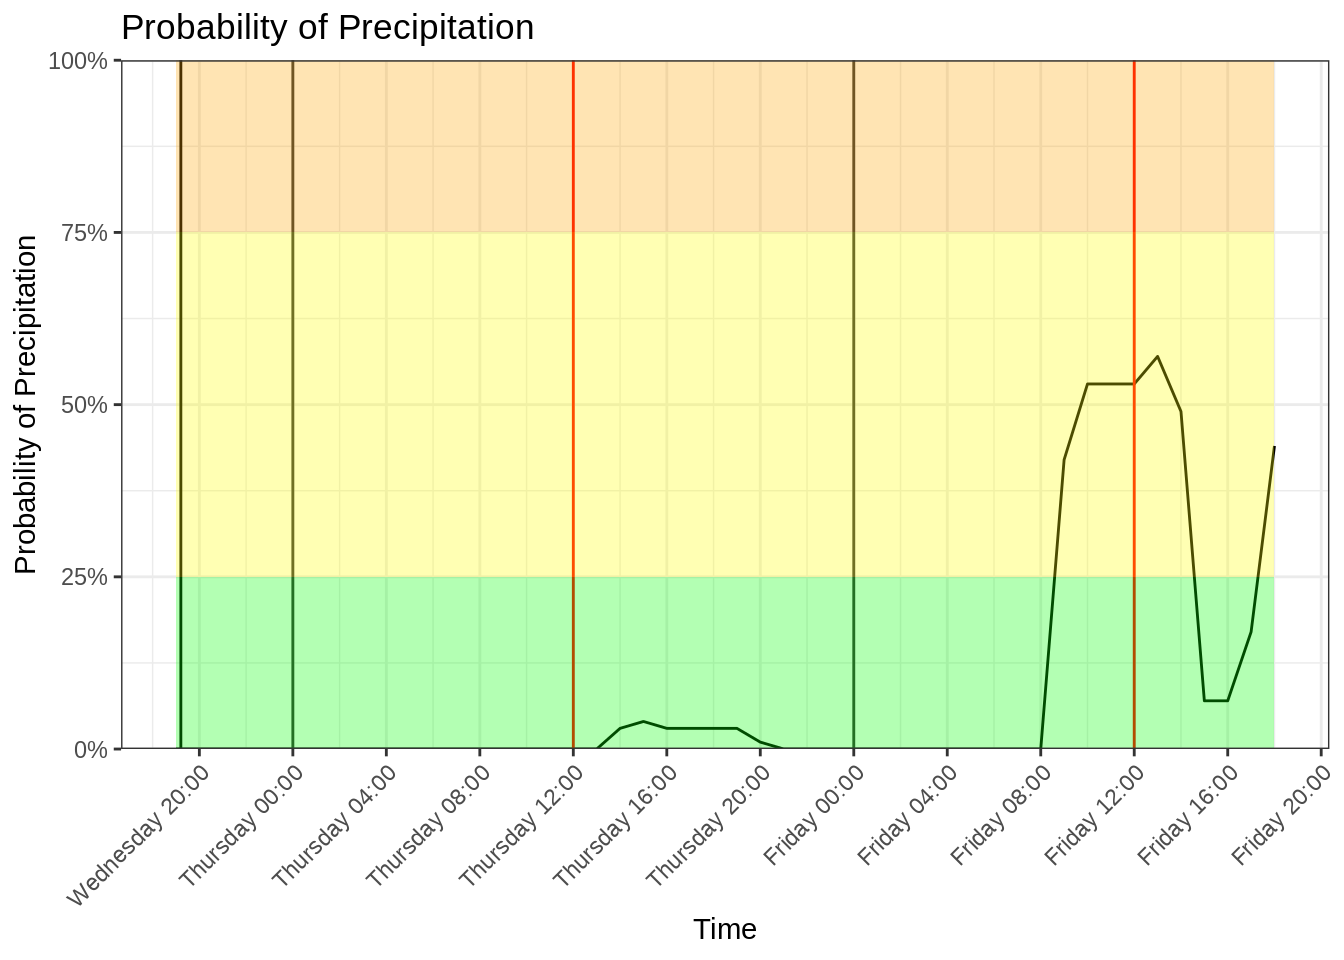 Probability of Precipitation
100%
75%
50%
25%
0%
Probability of Precipitation
Wednesday 20:00
Thursday 00:00
Thursday 04:00
Thursday 08:00
Thursday 12:00
Thursday 16:00
Thursday 20:00
Friday 00:00
Friday 04:00
Friday 08:00
Friday 12:00
Friday 16:00
Friday 20:00
Time